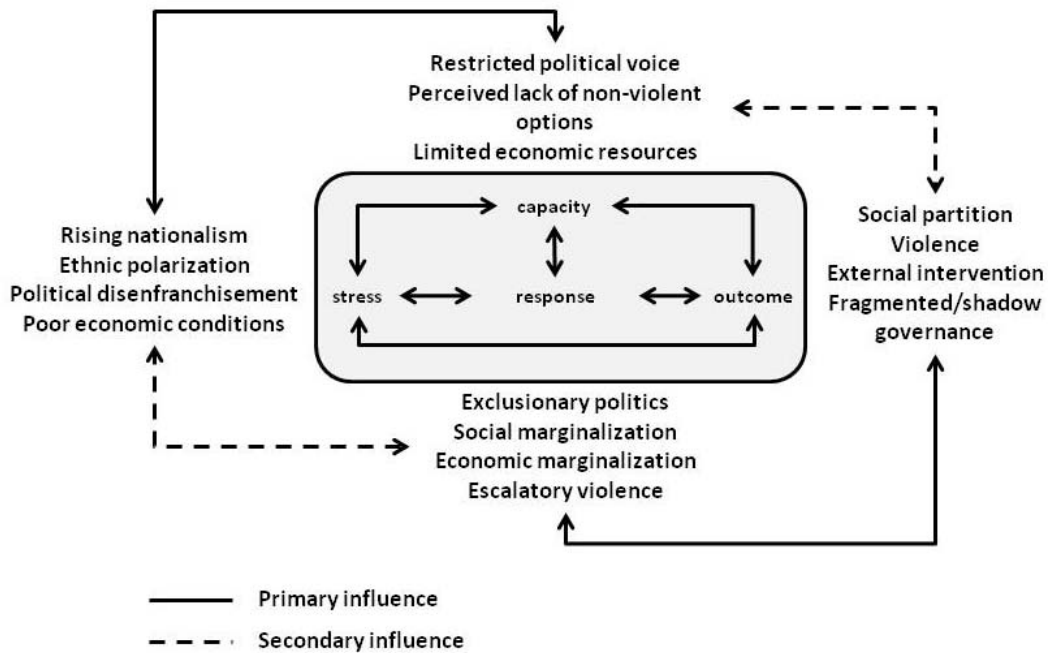 Restricted political voice
Perceived lack of non-violent
options
Limited economic resources
capacity
stress
response
outcome
Rising nationalism
Ethnic polarization
Political disenfranchisement
Poor economic conditions
Social partition
Violence
External intervention
Fragmented/shadow
governance
Exclusionary politics
Social marginalization
Economic marginalization
Escalatory violence
Primary influence
Secondary influence